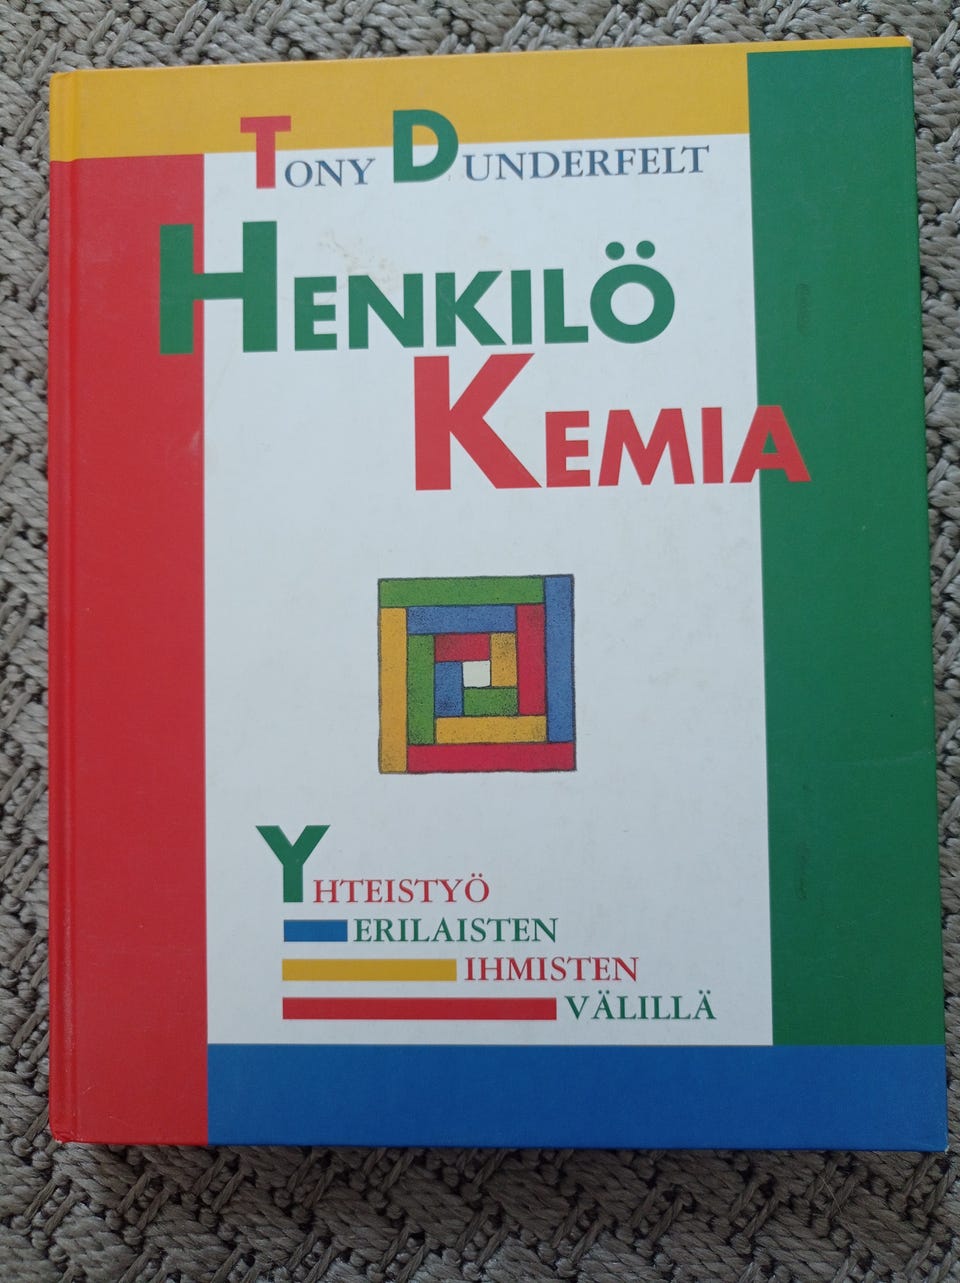 TONY DUNDERFELT
HENKILÖ
KEMIA
YHTEISTYÖ
ERILAISTEN
IHMISTEN
VÄLILLÄ